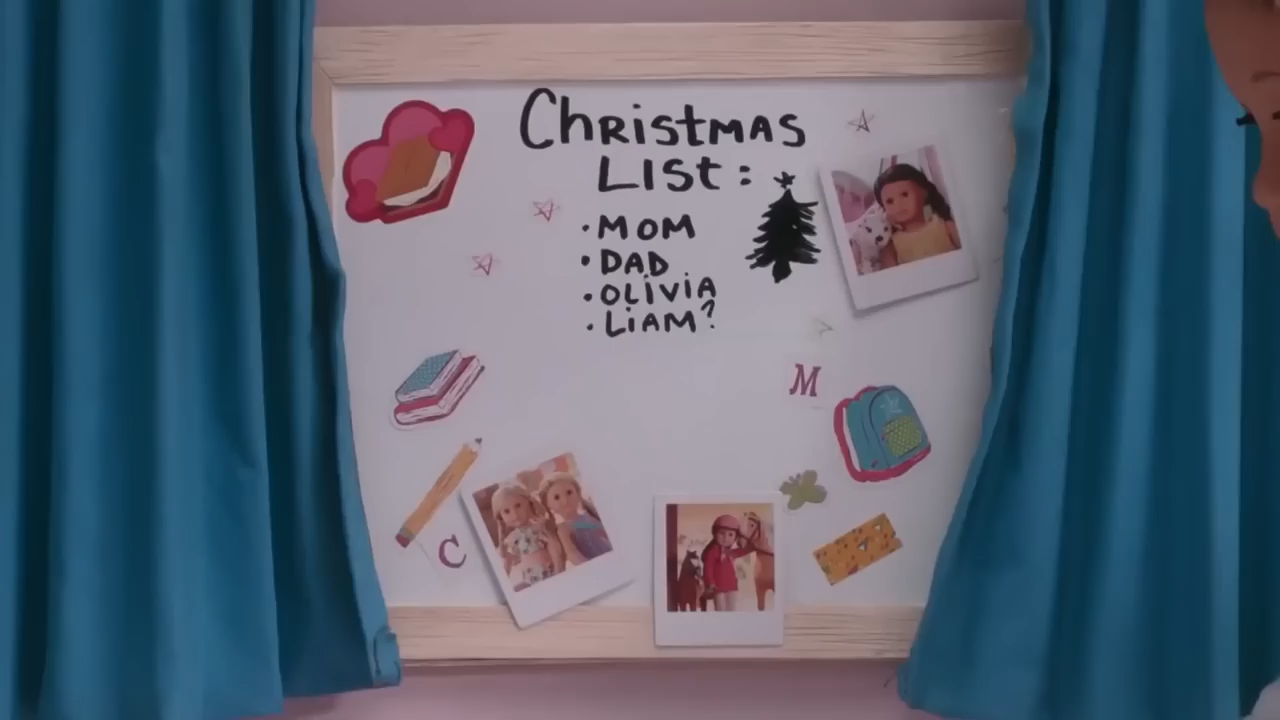 Christmas
List:
· MOM
· DAD
· OLiViA
· LiAM?
M
C